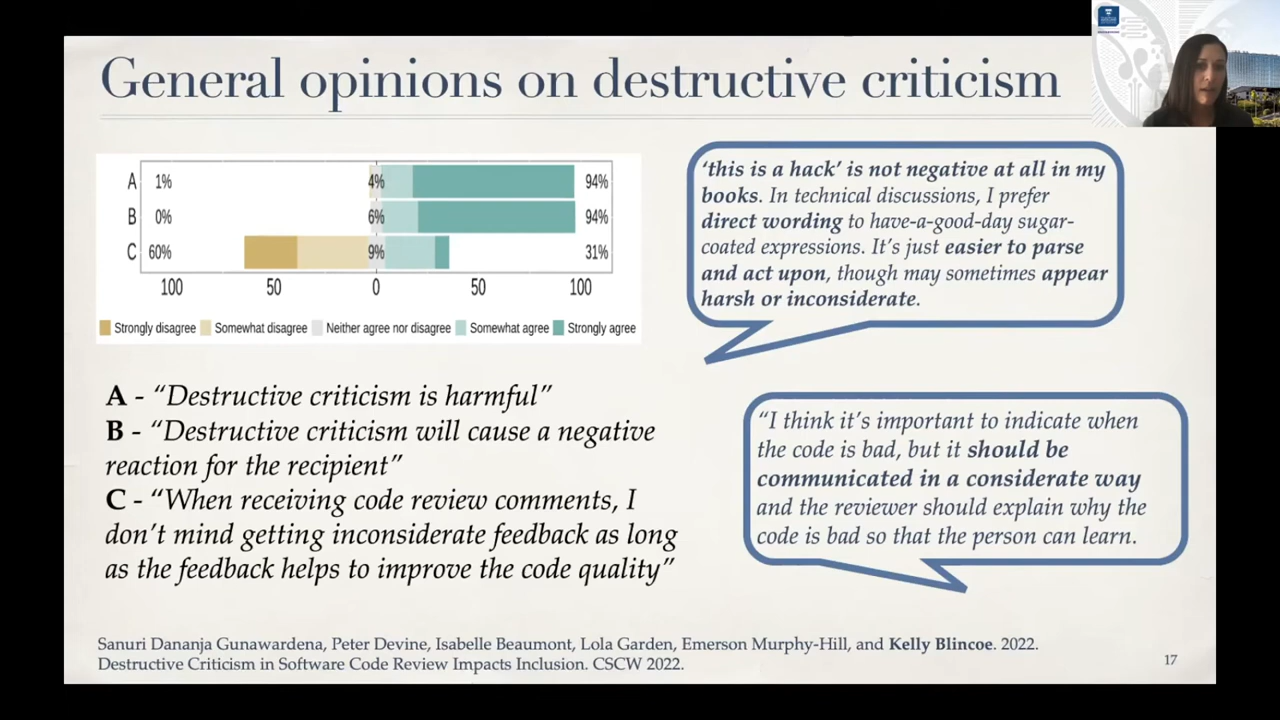 General opinions on destructive criticism
A 1% 4% 94%
B 0% 6% 94%
C 60% 9% 31%
100 50 0 50 100
Strongly disagree Somewhat disagree Neither agree nor disagree Somewhat agree Strongly agree
A - “Destructive criticism is harmful”
B - “Destructive criticism will cause a negative
reaction for the recipient”
C - “When receiving code review comments, I
don’t mind getting inconsiderate feedback as long
as the feedback helps to improve the code quality”
‘this is a hack’ is not negative at all in my
books. In technical discussions, I prefer
direct wording to have-a-good-day sugar-
coated expressions. It’s just easier to parse
and act upon, though may sometimes appear
harsh or inconsiderate.
“I think it’s important to indicate when
the code is bad, but it should be
communicated in a considerate way
and the reviewer should explain why the
code is bad so that the person can learn.
Sanuri Dananja Gunawardena, Peter Devine, Isabelle Beaumont, Lola Garden, Emerson Murphy-Hill, and Kelly Blincoe. 2022.
Destructive Criticism in Software Code Review Impacts Inclusion. CSCW 2022.
17